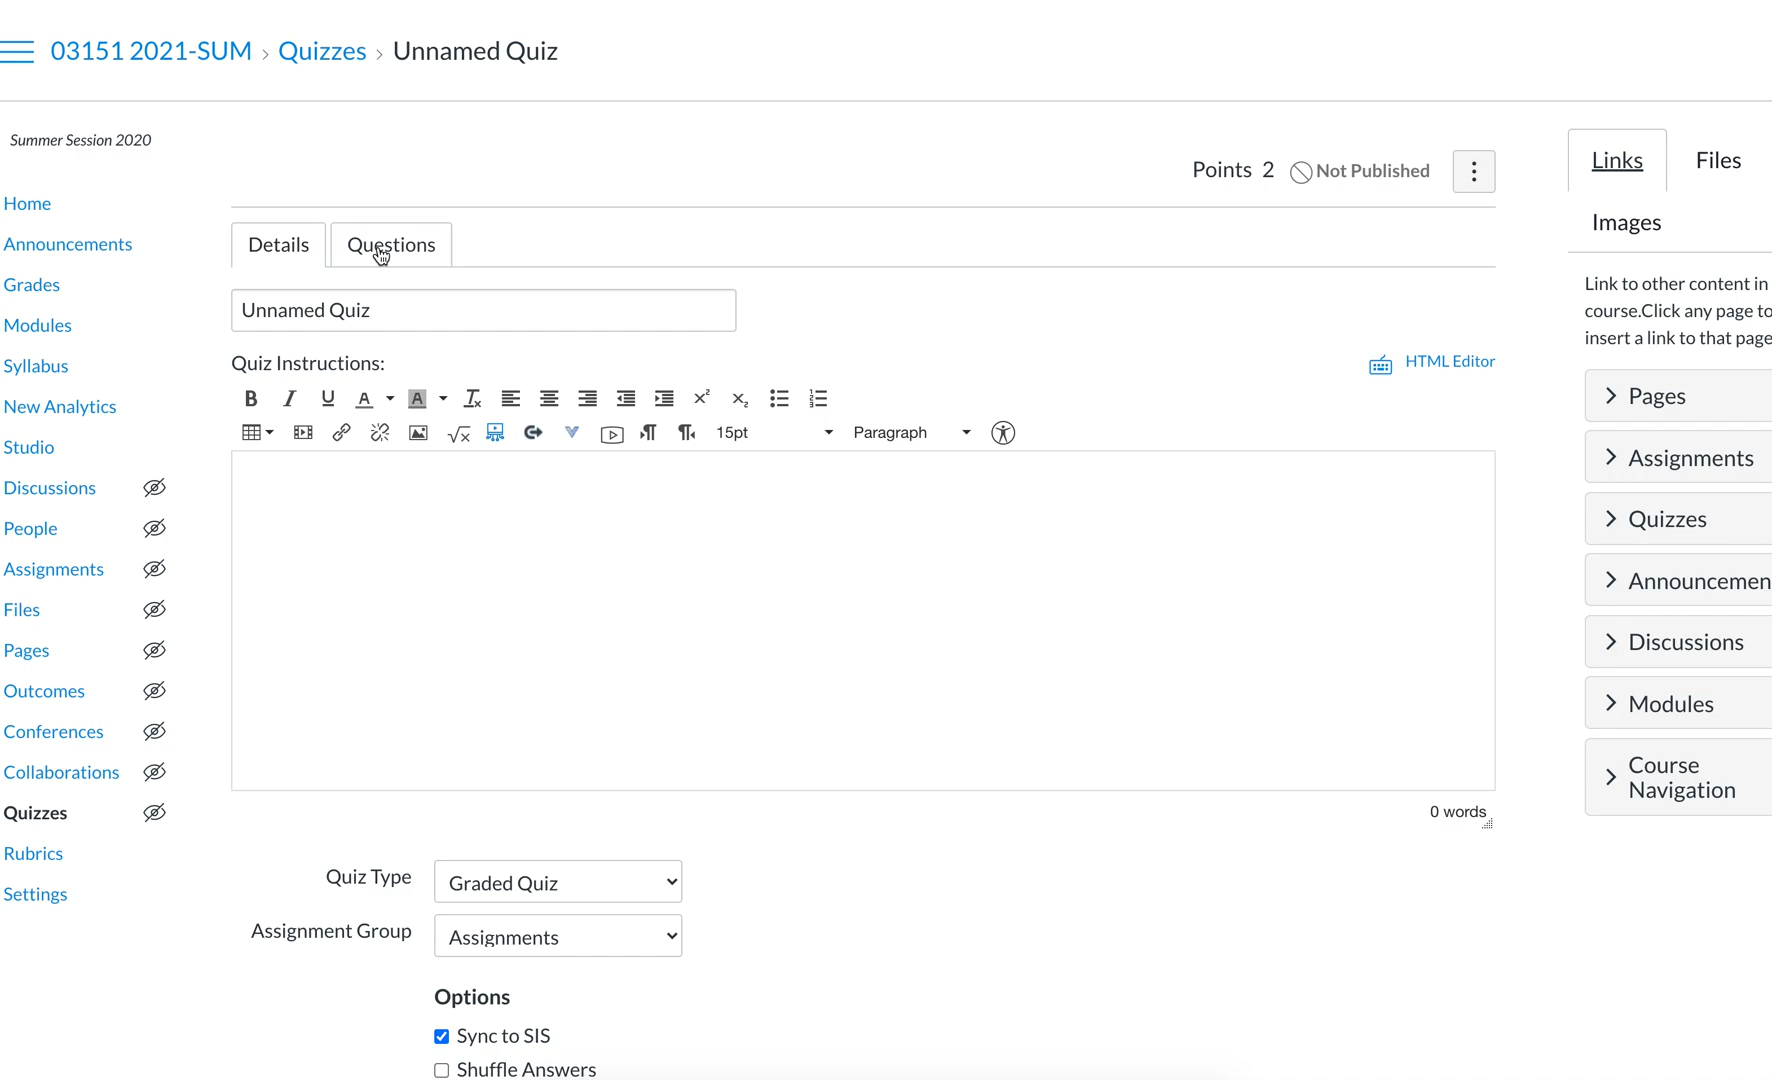 03151 2021-SUM › Quizzes › Unnamed Quiz
Summer Session 2020
Points 2 Not Published
Links Files
Images
Home
Announcements
Grades
Modules
Syllabus
New Analytics
Studio
Discussions
People
Assignments
Files
Pages
Outcomes
Conferences
Collaborations
Quizzes
Rubrics
Settings
Details Questions
Unnamed Quiz
Quiz Instructions:
HTML Editor
15pt Paragraph
0 words
Quiz Type Graded Quiz
Assignment Group Assignments
Options
Sync to SIS
Shuffle Answers
Link to other content in
course.Click any page to
insert a link to that page
Pages
Assignments
Quizzes
Announcemen
Discussions
Modules
Course
Navigation